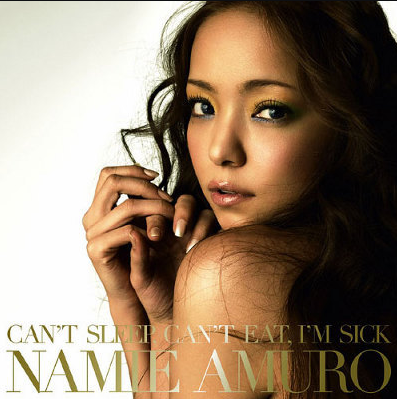 CAN'T SLEEP, CAN'T EAT, I'M SICK
NAMIE AMURO